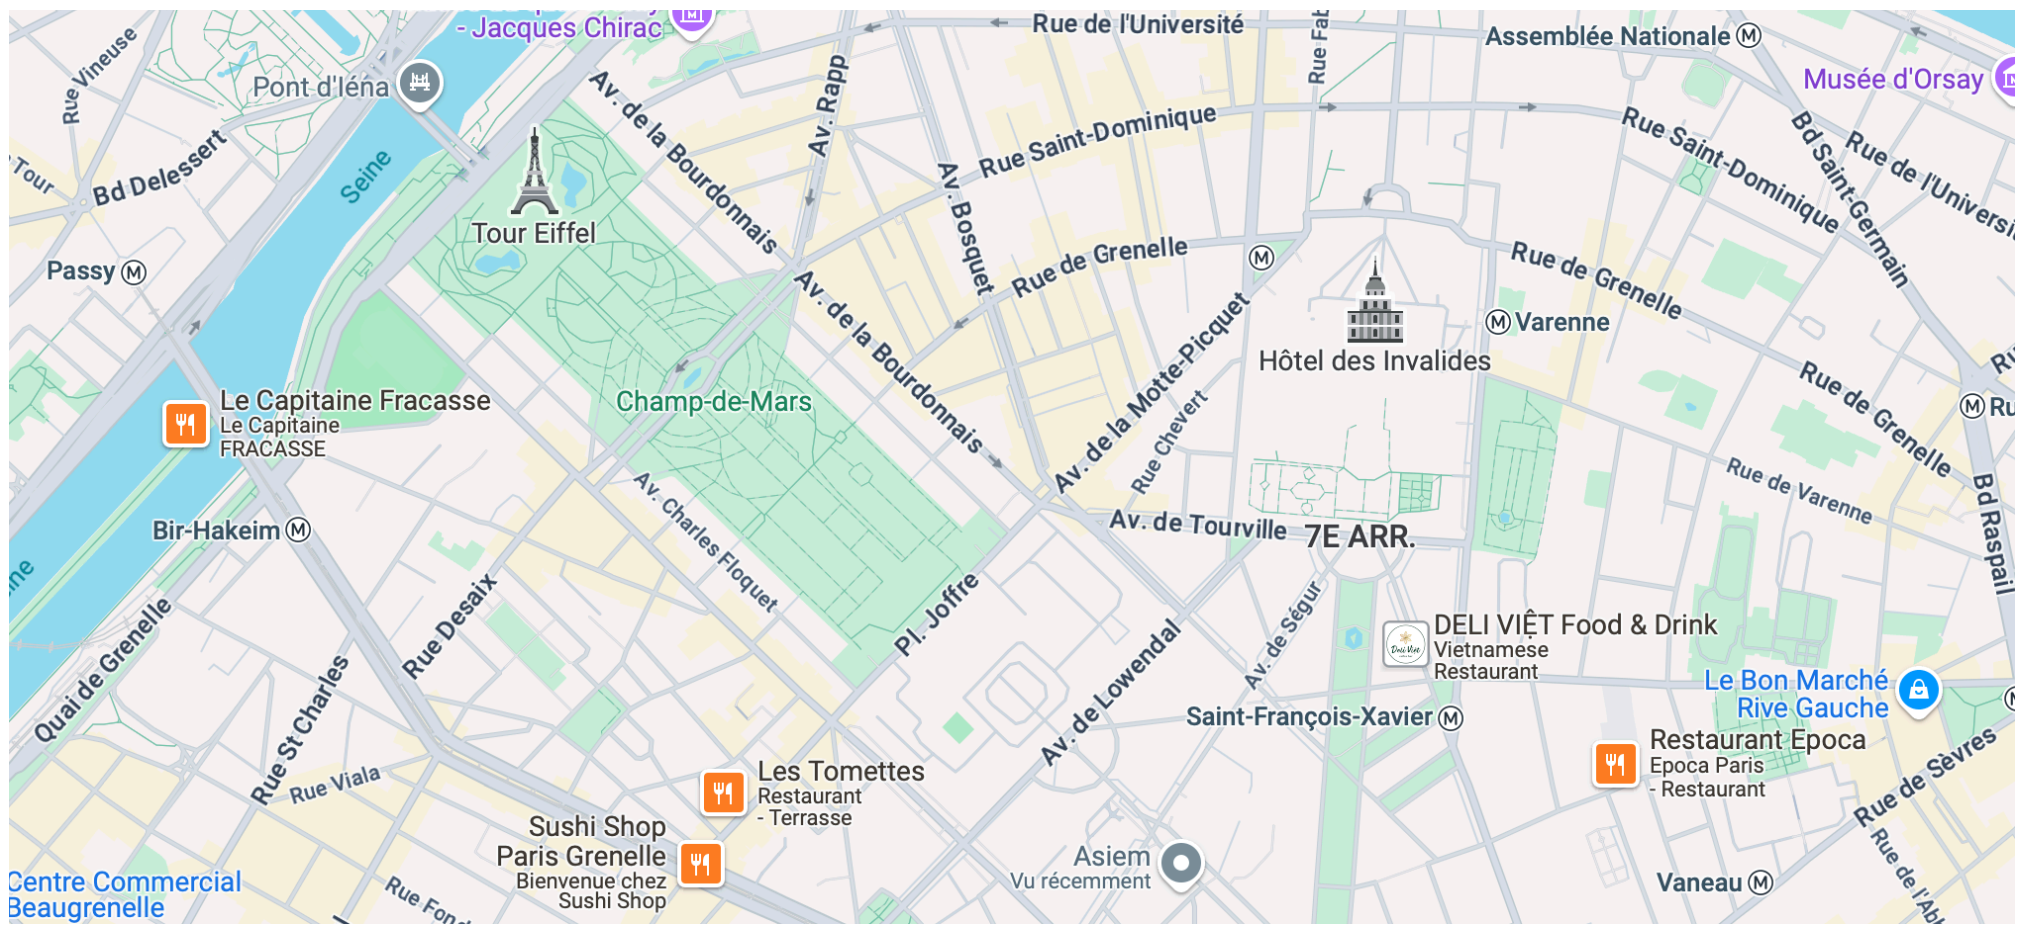 - Jacques Chirac
Rue de l'Université
Assemblée Nationale
Musée d'Orsay
Rue Vineuse
Pont d'Iéna
Av. Rapp
Av. de la Bourdonnais
Rue Saint-Dominique
Rue Saint-Dominique
Bd Saint-Germain
Bd Delessert
Seine
Av. Bosquet
Tour Eiffel
Passy
Rue de Grenelle
Rue de Grenelle
Av. de la Bourdonnais
Av. de la Motte-Picquet
Varenne
Hôtel des Invalides
Champ-de-Mars
Rue Chevert
Rue de Grenelle
Le Capitaine Fracasse
Le Capitaine
FRACASSE
Av. Charles Floquet
Rue de Varenne
Bd Raspail
Bir-Hakeim
Av. de Tourville
7E ARR.
Rue Desaix
Pl. Joffre
Av. de Ségur
DELI VIỆT Food & Drink
Vietnamese
Restaurant
Quai de Grenelle
Rue St Charles
Av. de Lowendal
Saint-François-Xavier
Le Bon Marché
Rive Gauche
Restaurant Epoca
Epoca Paris
- Restaurant
Rue de Sèvres
Rue Viala
Les Tomettes
Restaurant
- Terrasse
Sushi Shop
Paris Grenelle
Bienvenue chez
Sushi Shop
Asiem
Vu récemment
Vaneau
Centre Commercial
Beaugrenelle